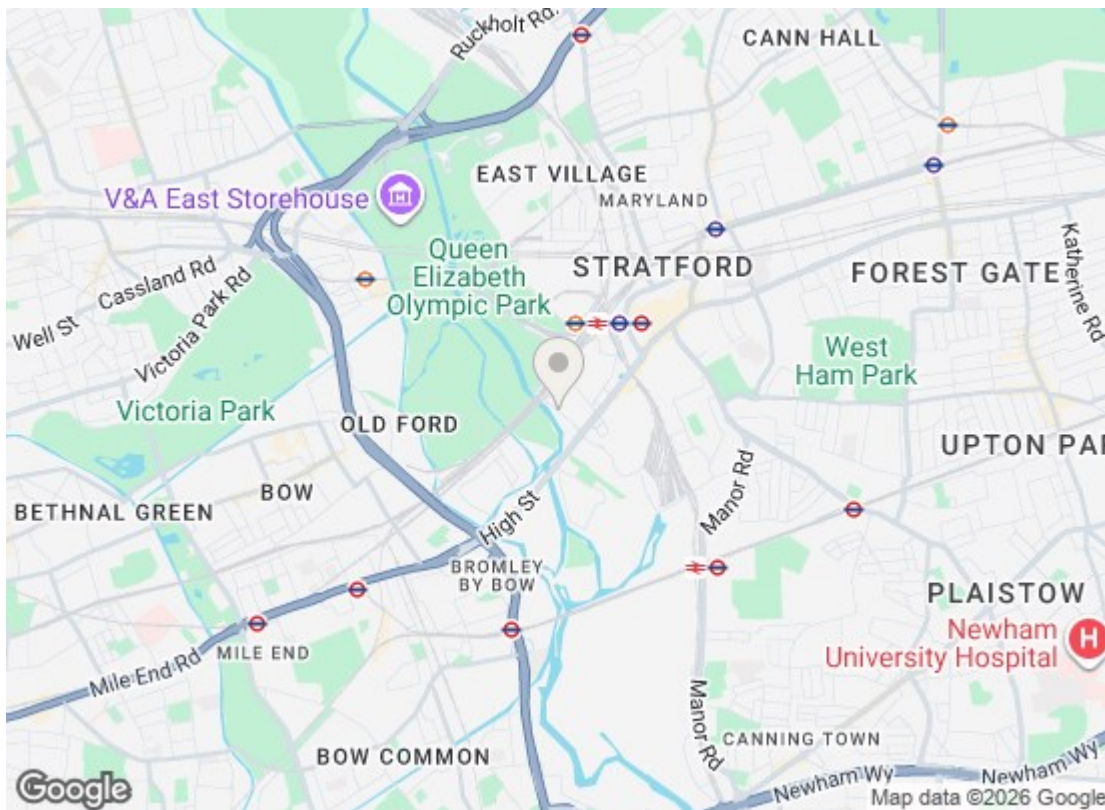 Ruckholt Rd.
CANN HALL
EAST VILLAGE
V&A East Storehouse
MARYLAND
Queen
Elizabeth
Olympic Park
STRATFORD
FOREST GATE
Katherine Rd
Cassland Rd
Victoria Park Rd
Well St
West
Ham Park
Victoria Park
OLD FORD
UPTON PAR
BOW
Manor Rd
BETHNAL GREEN
High St
BROMLEY
BY BOW
PLAISTOW
Newham
University Hospital
H
MILE END
Mile End Rd
Manor Rd
CANNING TOWN
BOW COMMON
Newham Wy
Newham Wy
Google
Map data ©2026 Google